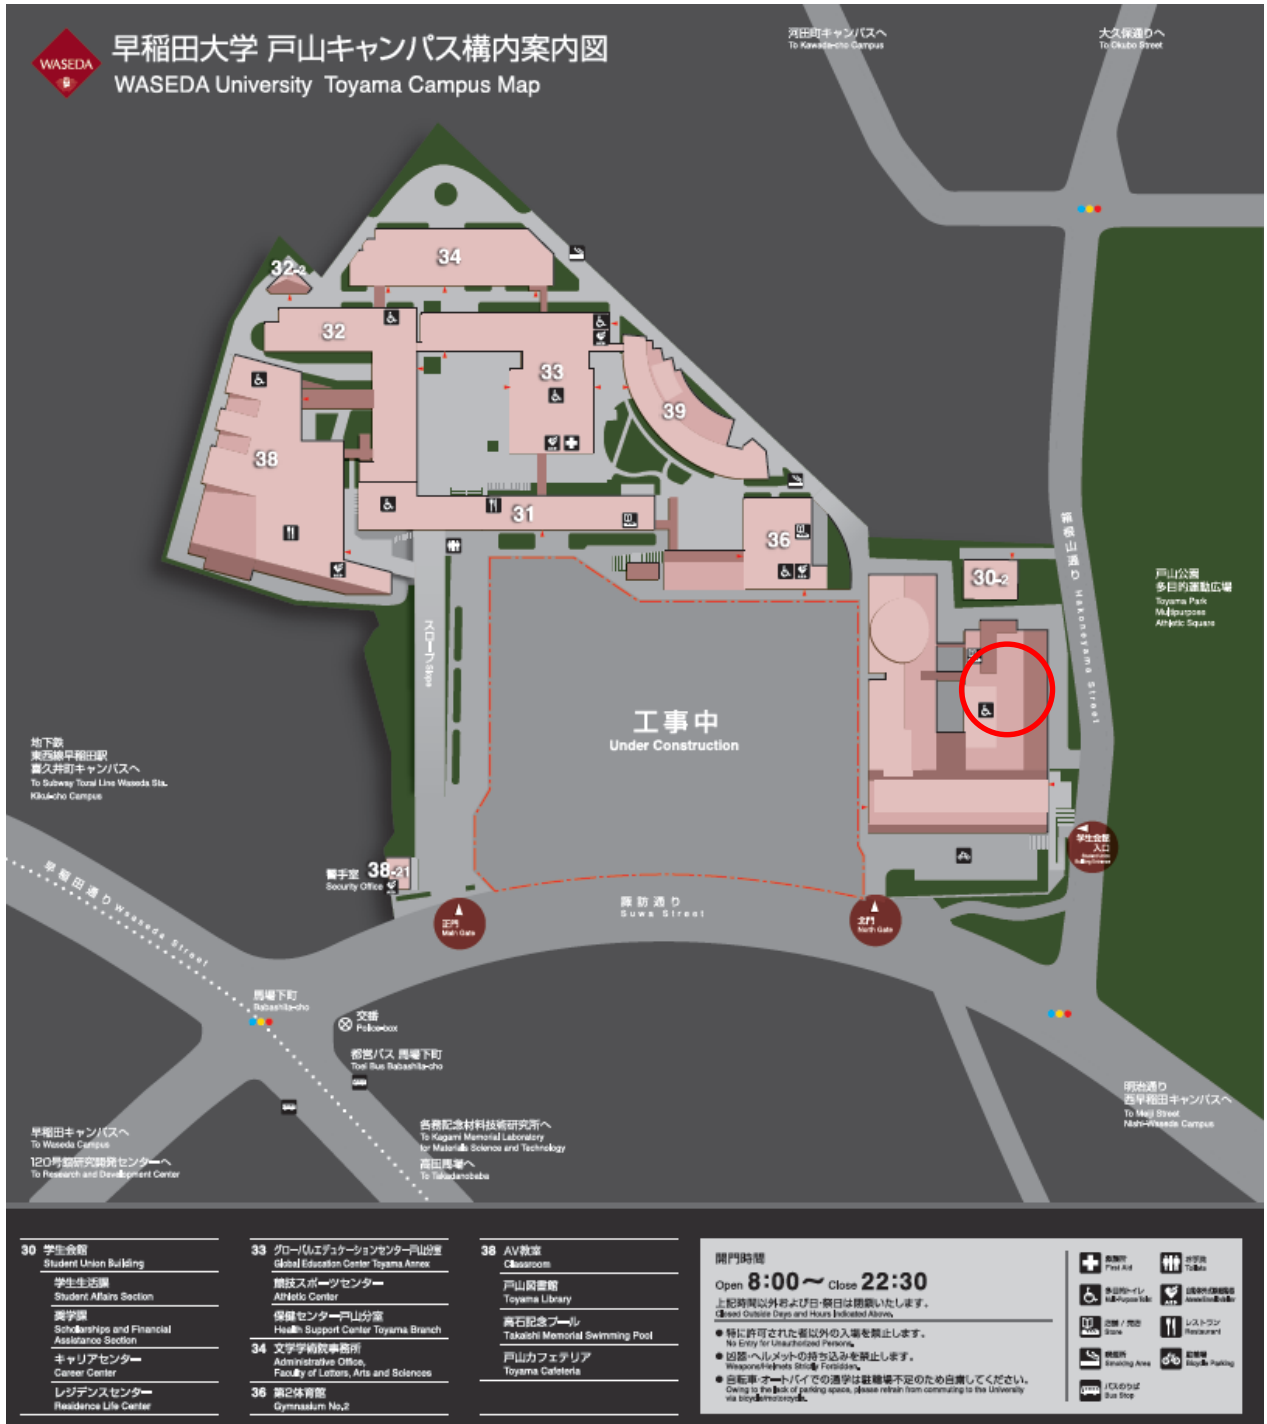 WASEDA
早稲田大学 戸山キャンパス構内案内図
WASEDA University Toyama Campus Map
河田町キャンパスへ
To Kawada-cho Campus
大久保通りへ
To Okubo Street
34
32-2
32
33
39
38
31
36
30-2
箱根山通り Hakoneyama Street
戸山公園
多目的運動広場
Toyama Park
Multipurpose
Athletic Square
スロープ Slope
工事中
Under Construction
地下鉄
東西線早稲田駅
喜久井町キャンパスへ
To Subway Tozai Line Waseda Sta.
Kikui-cho Campus
学生会館
入口
Student Union
Building Entrance
警手室 38-21
Security Office
早稲田通り Waseda Street
正門
Main Gate
諏訪通り
Suwa Street
北門
North Gate
馬場下町
Babashita-cho
交番
Police-box
都営バス 馬場下町
Toei Bus Babashita-cho
明治通り
西早稲田キャンパスへ
To Meiji Street
Nishi-Waseda Campus
早稲田キャンパスへ
To Waseda Campus
120号館研究開発センターへ
To Research and Development Center
各務記念材料技術研究所へ
To Kagami Memorial Laboratory
for Materials Science and Technology
高田馬場へ
To Takadanobaba
30 学生会館
Student Union Building
学生生活課
Student Affairs Section
奨学課
Scholarships and Financial
Assistance Section
キャリアセンター
Career Center
レジデンスセンター
Residence Life Center
33 グローバルエデュケーションセンター戸山分室
Global Education Center Toyama Annex
競技スポーツセンター
Athletic Center
保健センター戸山分室
Health Support Center Toyama Branch
34 文学学術院事務所
Administrative Office,
Faculty of Letters, Arts and Sciences
36 第2体育館
Gymnasium No,2
38 AV教室
Classroom
戸山図書館
Toyama Library
高石記念プール
Takaishi Memorial Swimming Pool
戸山カフェテリア
Toyama Cafeteria
開門時間
Open 8:00～ Close 22:30
上記時間以外および日・祭日は閉鎖いたします。
Closed Outside Days and Hours Indicated Above.
● 特に許可された者以外の入場を禁止します。
No Entry for Unauthorized Persons.
● 凶器・ヘルメットの持ち込みを禁止します。
Weapons/Helmets Strictly Forbidden.
● 自転車・オートバイでの通学は駐輪場不足のため自粛してください。
Owing to the lack of parking space, please refrain from commuting to the University
via bicycle/motorcycle.
救護所
First Aid
お手洗
Toilets
多目的トイレ
Multi-Purpose Toilet
AED
店舗 / 売店
Store
レストラン
Restaurant
喫煙所
Smoking Area
駐輪場
Bicycle Parking
バスのりば
Bus Stop